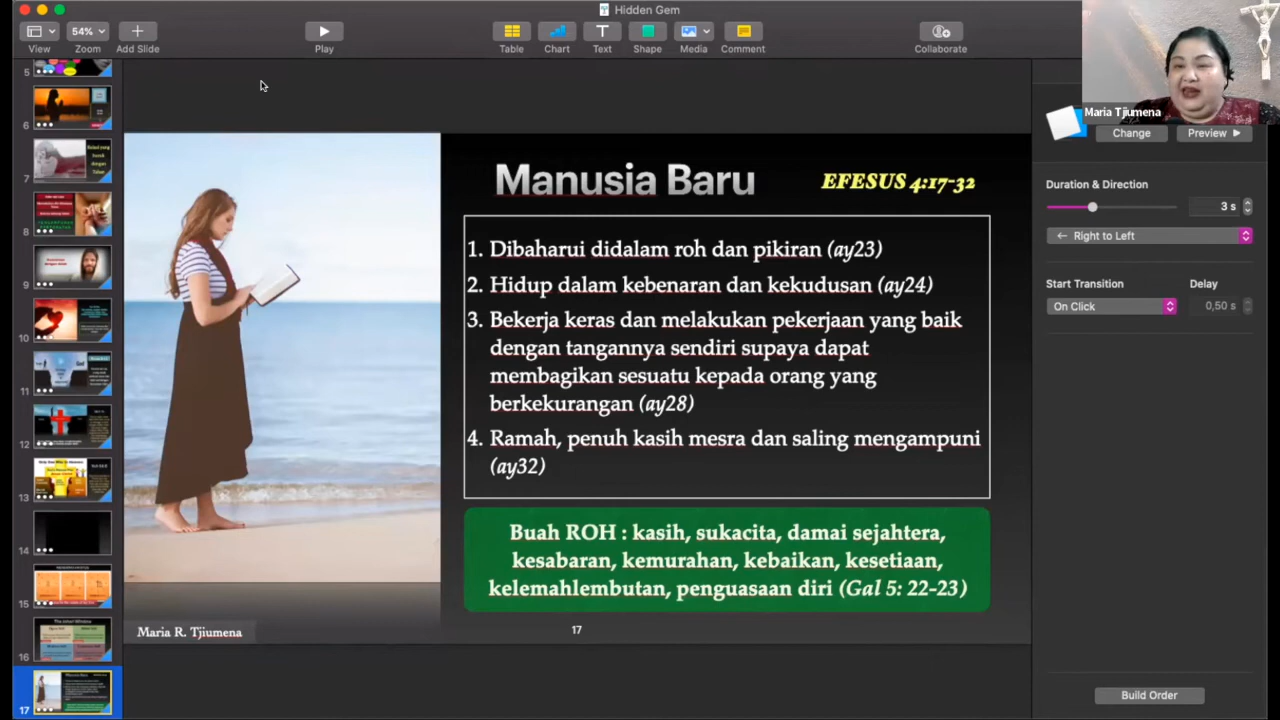 Hidden Gem
View
54%
Zoom
Add Slide
Play
Table
Chart
Text
Shape
Media
Comment
Collaborate
Maria Tjiumena
Change
Preview
Duration & Direction
3 s
Right to Left
Start Transition
Delay
On Click
0,50 s
Build Order
5
6
7
8
9
10
11
12
13
14
15
16
17
Manusia Baru
EFESUS 4:17-32
1. Dibaharui didalam roh dan pikiran (ay23)
2. Hidup dalam kebenaran dan kekudusan (ay24)
3. Bekerja keras dan melakukan pekerjaan yang baik
dengan tangannya sendiri supaya dapat
membagikan sesuatu kepada orang yang
berkekurangan (ay28)
4. Ramah, penuh kasih mesra dan saling mengampuni
(ay32)
Buah ROH : kasih, sukacita, damai sejahtera,
kesabaran, kemurahan, kebaikan, kesetiaan,
kelemahlembutan, penguasaan diri (Gal 5: 22-23)
Maria R. Tjiumena
17